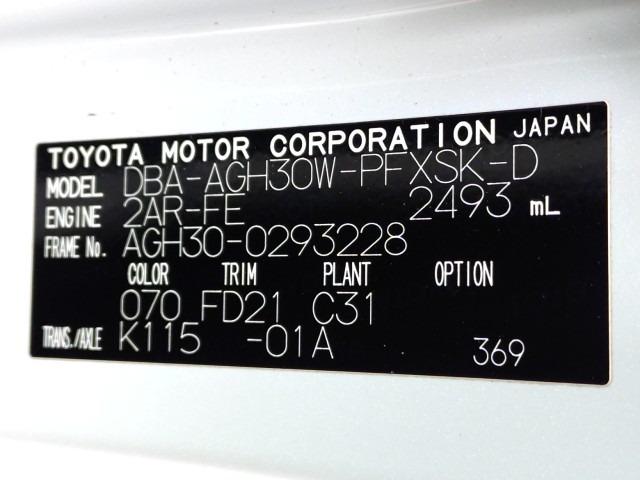 TOYOTA MOTOR CORPORATION JAPAN
MODEL DBA-AGH30W-PFXSK-D
ENGINE 2AR-FE 2493 mL
FRAME No. AGH30-0293228
COLOR TRIM PLANT OPTION
070 FD21 C31
TRANS./AXLE K115 -01A
369